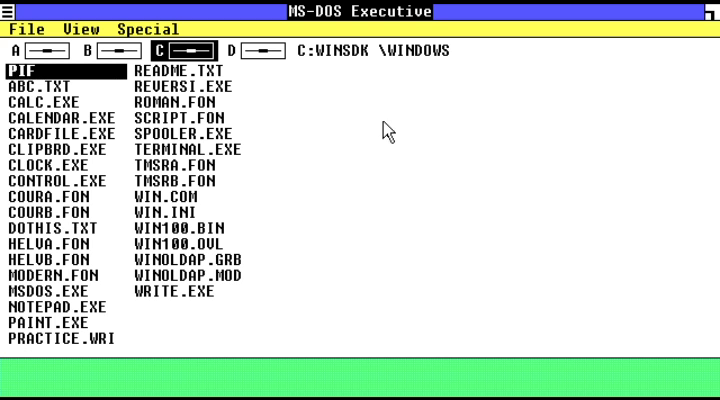 MS-DOS Executive
File View Special
A B C D C:WINSDK \WINDOWS
PIF README.TXT
ABC.TXT REVERSI.EXE
CALC.EXE ROMAN.FON
CALENDAR.EXE SCRIPT.FON
CARDFILE.EXE SPOOLER.EXE
CLIPBRD.EXE TERMINAL.EXE
CLOCK.EXE TMSRA.FON
CONTROL.EXE TMSRB.FON
COURA.FON WIN.COM
COURB.FON WIN.INI
DOTHIS.TXT WIN100.BIN
HELVA.FON WIN100.OVL
HELVB.FON WINOLDAP.GRB
MODERN.FON WINOLDAP.MOD
MSDOS.EXE WRITE.EXE
NOTEPAD.EXE
PAINT.EXE
PRACTICE.WRI